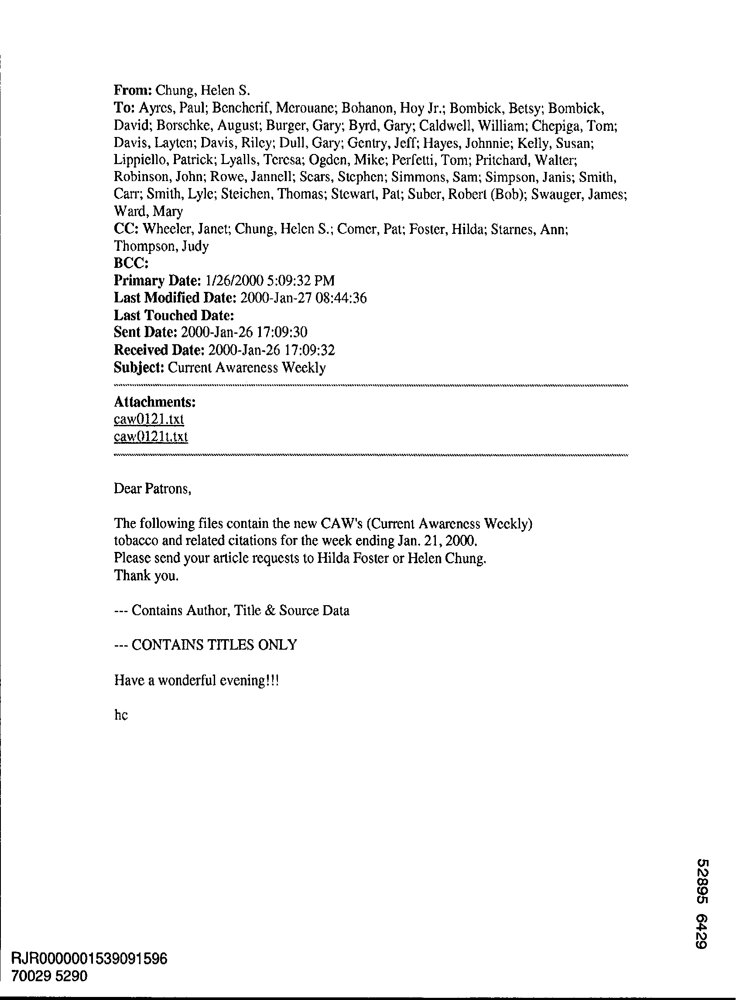 From: Chung, Helen S.
To: Ayres, Paul; Bencherif, Merouane; Bohanon, Hoy Jr.; Bombick, Betsy; Bombick,
David; Borschke, August; Burger, Gary; Byrd, Gary; Caldwell, William; Chepiga, Tom;
Davis, Layten; Davis, Riley; Dull, Gary; Gentry, Jeff; Hayes, Johnnie; Kelly, Susan;
Lippiello, Patrick; Lyalls, Teresa; Ogden, Mike; Perfetti, Tom; Pritchard, Walter;
Robinson, John; Rowe, Jannell; Sears, Stephen; Simmons, Sam; Simpson, Janis; Smith,
Carr; Smith, Lyle; Steichen, Thomas; Stewart, Pat; Suber, Robert (Bob); Swauger, James;
Ward, Mary
CC: Wheeler, Janet; Chung, Helen S.; Comer, Pat; Foster, Hilda; Starnes, Ann;
Thompson, Judy
BCC:
Primary Date: 1/26/2000 5:09:32 PM
Last Modified Date: 2000-Jan-27 08:44:36
Last Touched Date:
Sent Date: 2000-Jan-26 17:09:30
Received Date: 2000-Jan-26 17:09:32
Subject: Current Awareness Weekly
Attachments:
caw0121.txt
caw0121t.txt
Dear Patrons,
The following files contain the new CAW's (Current Awareness Weekly)
tobacco and related citations for the week ending Jan. 21, 2000.
Please send your article requests to Hilda Foster or Helen Chung.
Thank you.
--- Contains Author, Title & Source Data
--- CONTAINS TITLES ONLY
Have a wonderful evening!!!
hc
52895 6429
RJR0000001539091596
70029 5290